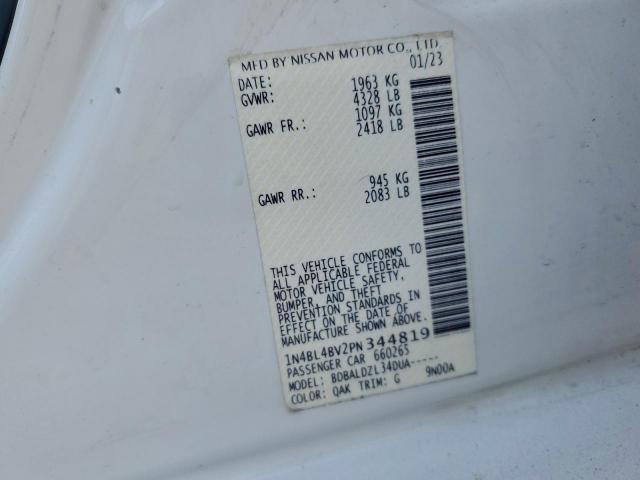 MFD BY NISSAN MOTOR CO., LTD.
DATE: 01/23
GVWR: 1963 KG
4328 LB
GAWR FR.: 1097 KG
2418 LB
GAWR RR.: 945 KG
2083 LB
THIS VEHICLE CONFORMS TO
ALL APPLICABLE FEDERAL
MOTOR VEHICLE SAFETY,
BUMPER, AND THEFT
PREVENTION STANDARDS IN
EFFECT ON THE DATE OF
MANUFACTURE SHOWN ABOVE.
1N4BL4BV2PN344819
PASSENGER CAR 660265
MODEL: BDBALDZL34DUA-----
COLOR: QAK TRIM: G 9N00A